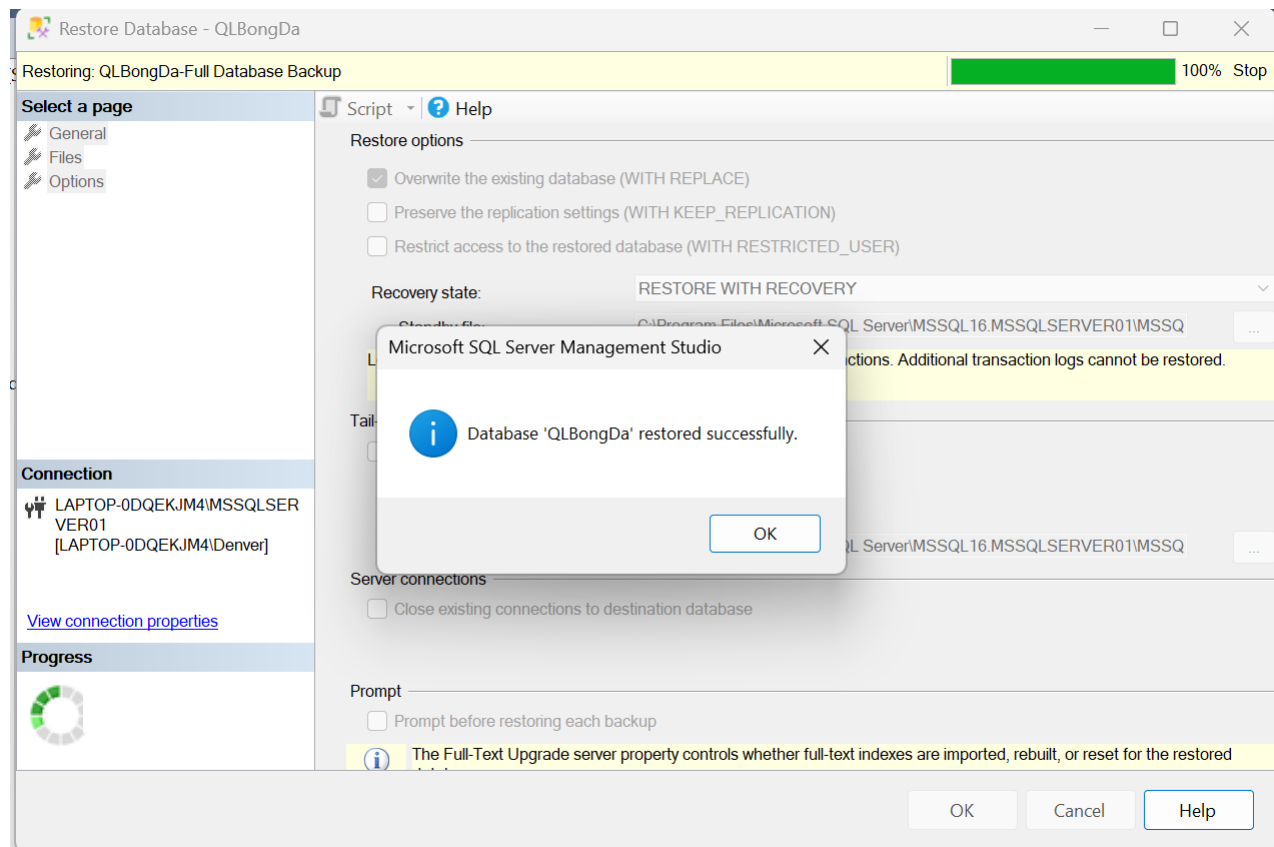 Restore Database - QLBongDa
Restoring: QLBongDa-Full Database Backup
100% Stop
Select a page
General
Files
Options
Script
Help
Restore options
Overwrite the existing database (WITH REPLACE)
Preserve the replication settings (WITH KEEP_REPLICATION)
Restrict access to the restored database (WITH RESTRICTED_USER)
Recovery state:
RESTORE WITH RECOVERY
Standby file:
C:\Program Files\Microsoft SQL Server\MSSQL16.MSSQLSERVER01\MSSQ
...
Additional transaction logs cannot be restored.
Tail-
Microsoft SQL Server Management Studio
Database 'QLBongDa' restored successfully.
OK
Server\MSSQL16.MSSQLSERVER01\MSSQ
...
Server connections
Close existing connections to destination database
Prompt
Prompt before restoring each backup
The Full-Text Upgrade server property controls whether full-text indexes are imported, rebuilt, or reset for the restored
Connection
LAPTOP-0DQEKJM4\MSSQLSER
VER01
[LAPTOP-0DQEKJM4\Denver]
View connection properties
Progress
OK
Cancel
Help